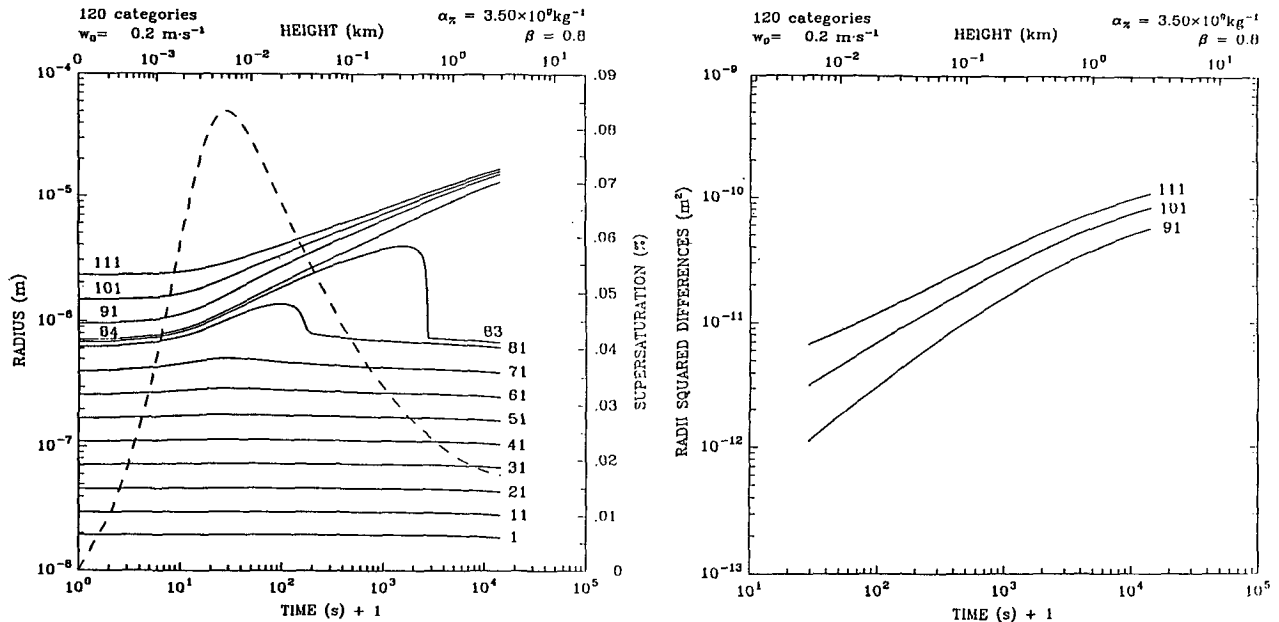 120 categories
w₀= 0.2 m·s⁻¹
HEIGHT (km)
α_π = 3.50×10⁹kg⁻¹
β = 0.8
0 10⁻³ 10⁻² 10⁻¹ 10⁰ 10¹
10⁻⁴
10⁻⁵
10⁻⁶
10⁻⁷
10⁻⁸
RADIUS (m)
111
101
91
84
83
81
71
61
51
41
31
21
11
1
.09
.08
.07
.06
.05
.04
.03
.02
.01
0
SUPERSATURATION (%)
10⁰ 10¹ 10² 10³ 10⁴ 10⁵
TIME (s) + 1
120 categories
w₀= 0.2 m·s⁻¹
HEIGHT (km)
α_π = 3.50×10⁹kg⁻¹
β = 0.8
10⁻² 10⁻¹ 10⁰ 10¹
10⁻⁹
10⁻¹⁰
10⁻¹¹
10⁻¹²
10⁻¹³
RADII SQUARED DIFFERENCES (m²)
111
101
91
10¹ 10² 10³ 10⁴ 10⁵
TIME (s) + 1